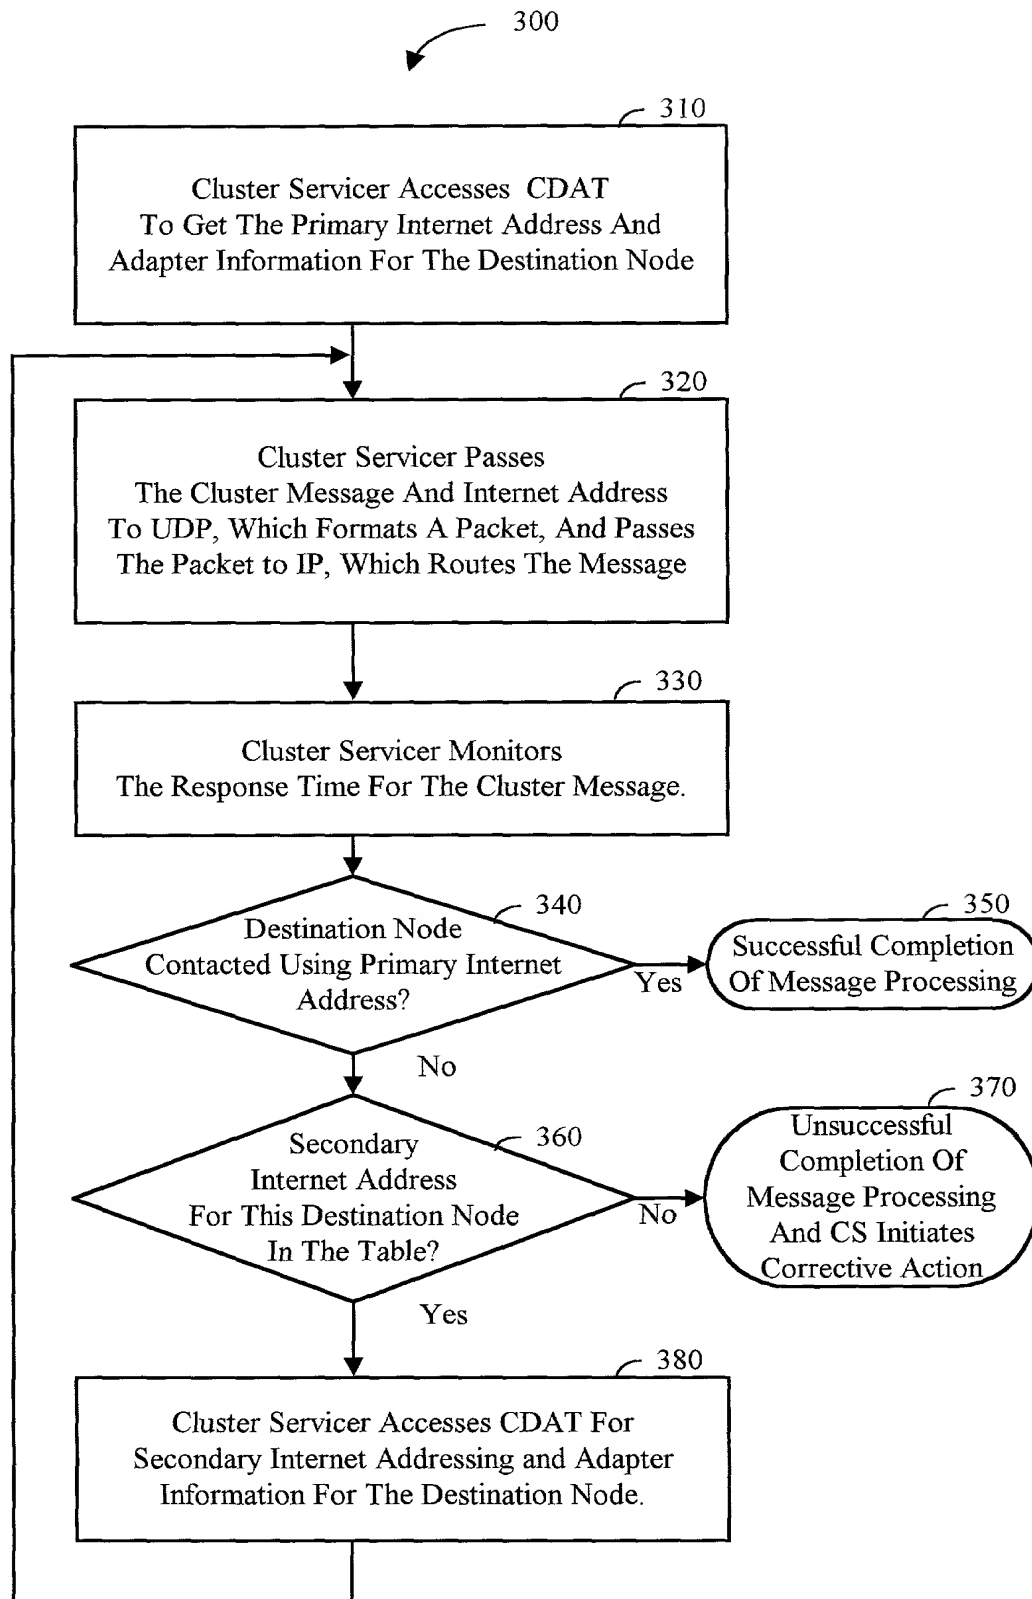 300
310
Cluster Servicer Accesses CDAT
To Get The Primary Internet Address And
Adapter Information For The Destination Node
320
Cluster Servicer Passes
The Cluster Message And Internet Address
To UDP, Which Formats A Packet, And Passes
The Packet to IP, Which Routes The Message
330
Cluster Servicer Monitors
The Response Time For The Cluster Message.
340
Destination Node
Contacted Using Primary Internet
Address?
Yes
350
Successful Completion
Of Message Processing
No
360
Secondary
Internet Address
For This Destination Node
In The Table?
No
370
Unsuccessful
Completion Of
Message Processing
And CS Initiates
Corrective Action
Yes
380
Cluster Servicer Accesses CDAT For
Secondary Internet Addressing and Adapter
Information For The Destination Node.